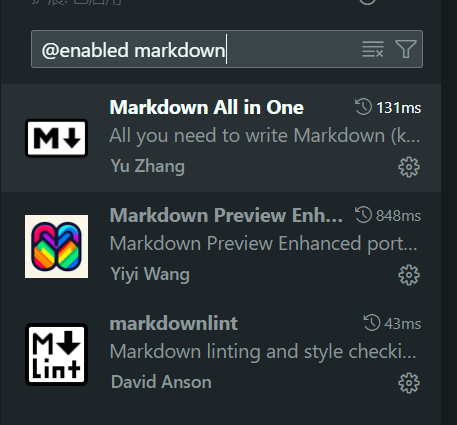 @enabled markdown
Markdown All in One 131ms
All you need to write Markdown (k...
Yu Zhang
Markdown Preview Enh... 848ms
Markdown Preview Enhanced port...
Yiyi Wang
M
Lint
markdownlint 43ms
Markdown linting and style checki...
David Anson